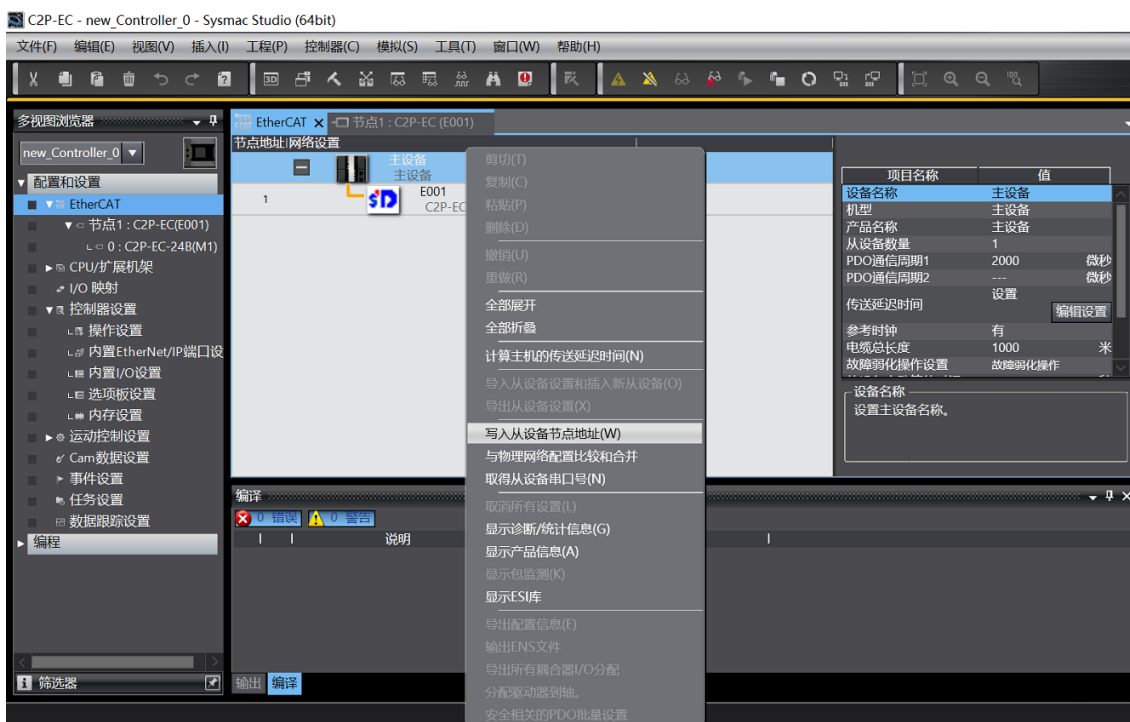 C2P-EC - new_Controller_0 - Sysmac Studio (64bit)
文件(F) 编辑(E) 视图(V) 插入(I) 工程(P) 控制器(C) 模拟(S) 工具(T) 窗口(W) 帮助(H)
多视图浏览器
new_Controller_0
配置和设置
EtherCAT
节点1 : C2P-EC(E001)
0 : C2P-EC-24B(M1)
CPU/扩展机架
I/O 映射
控制器设置
操作设置
内置EtherNet/IP端口设
内置I/O设置
选项板设置
内存设置
运动控制设置
Cam数据设置
事件设置
任务设置
数据跟踪设置
编程
筛选器
EtherCAT
节点1 : C2P-EC (E001)
节点地址|网络设置
主设备
主设备
1
E001
C2P-EC
剪切(T)
复制(C)
粘贴(P)
删除(D)
撤销(U)
重做(R)
全部展开
全部折叠
计算主机的传送延迟时间(N)
导入从设备设置和插入新从设备(O)
导出从设备设置(X)
写入从设备节点地址(W)
与物理网络配置比较和合并
取得从设备串口号(N)
取消所有设置(L)
显示诊断/统计信息(G)
显示产品信息(A)
显示包监测(K)
显示ESI库
导出配置信息(E)
输出ENS文件
导出所有耦合器I/O分配
分配驱动器到轴。
安全相关的PDO批量设置
项目名称 值
设备名称 主设备
机型 主设备
产品名称 主设备
从设备数量 1
PDO通信周期1 2000 微秒
PDO通信周期2 --- 微秒
传送延迟时间 设置
编辑设置
参考时钟 有
电缆总长度 1000 米
故障弱化操作设置 故障弱化操作
设备名称
设置主设备名称。
编译
0 错误 0 警告
说明
输出 编译